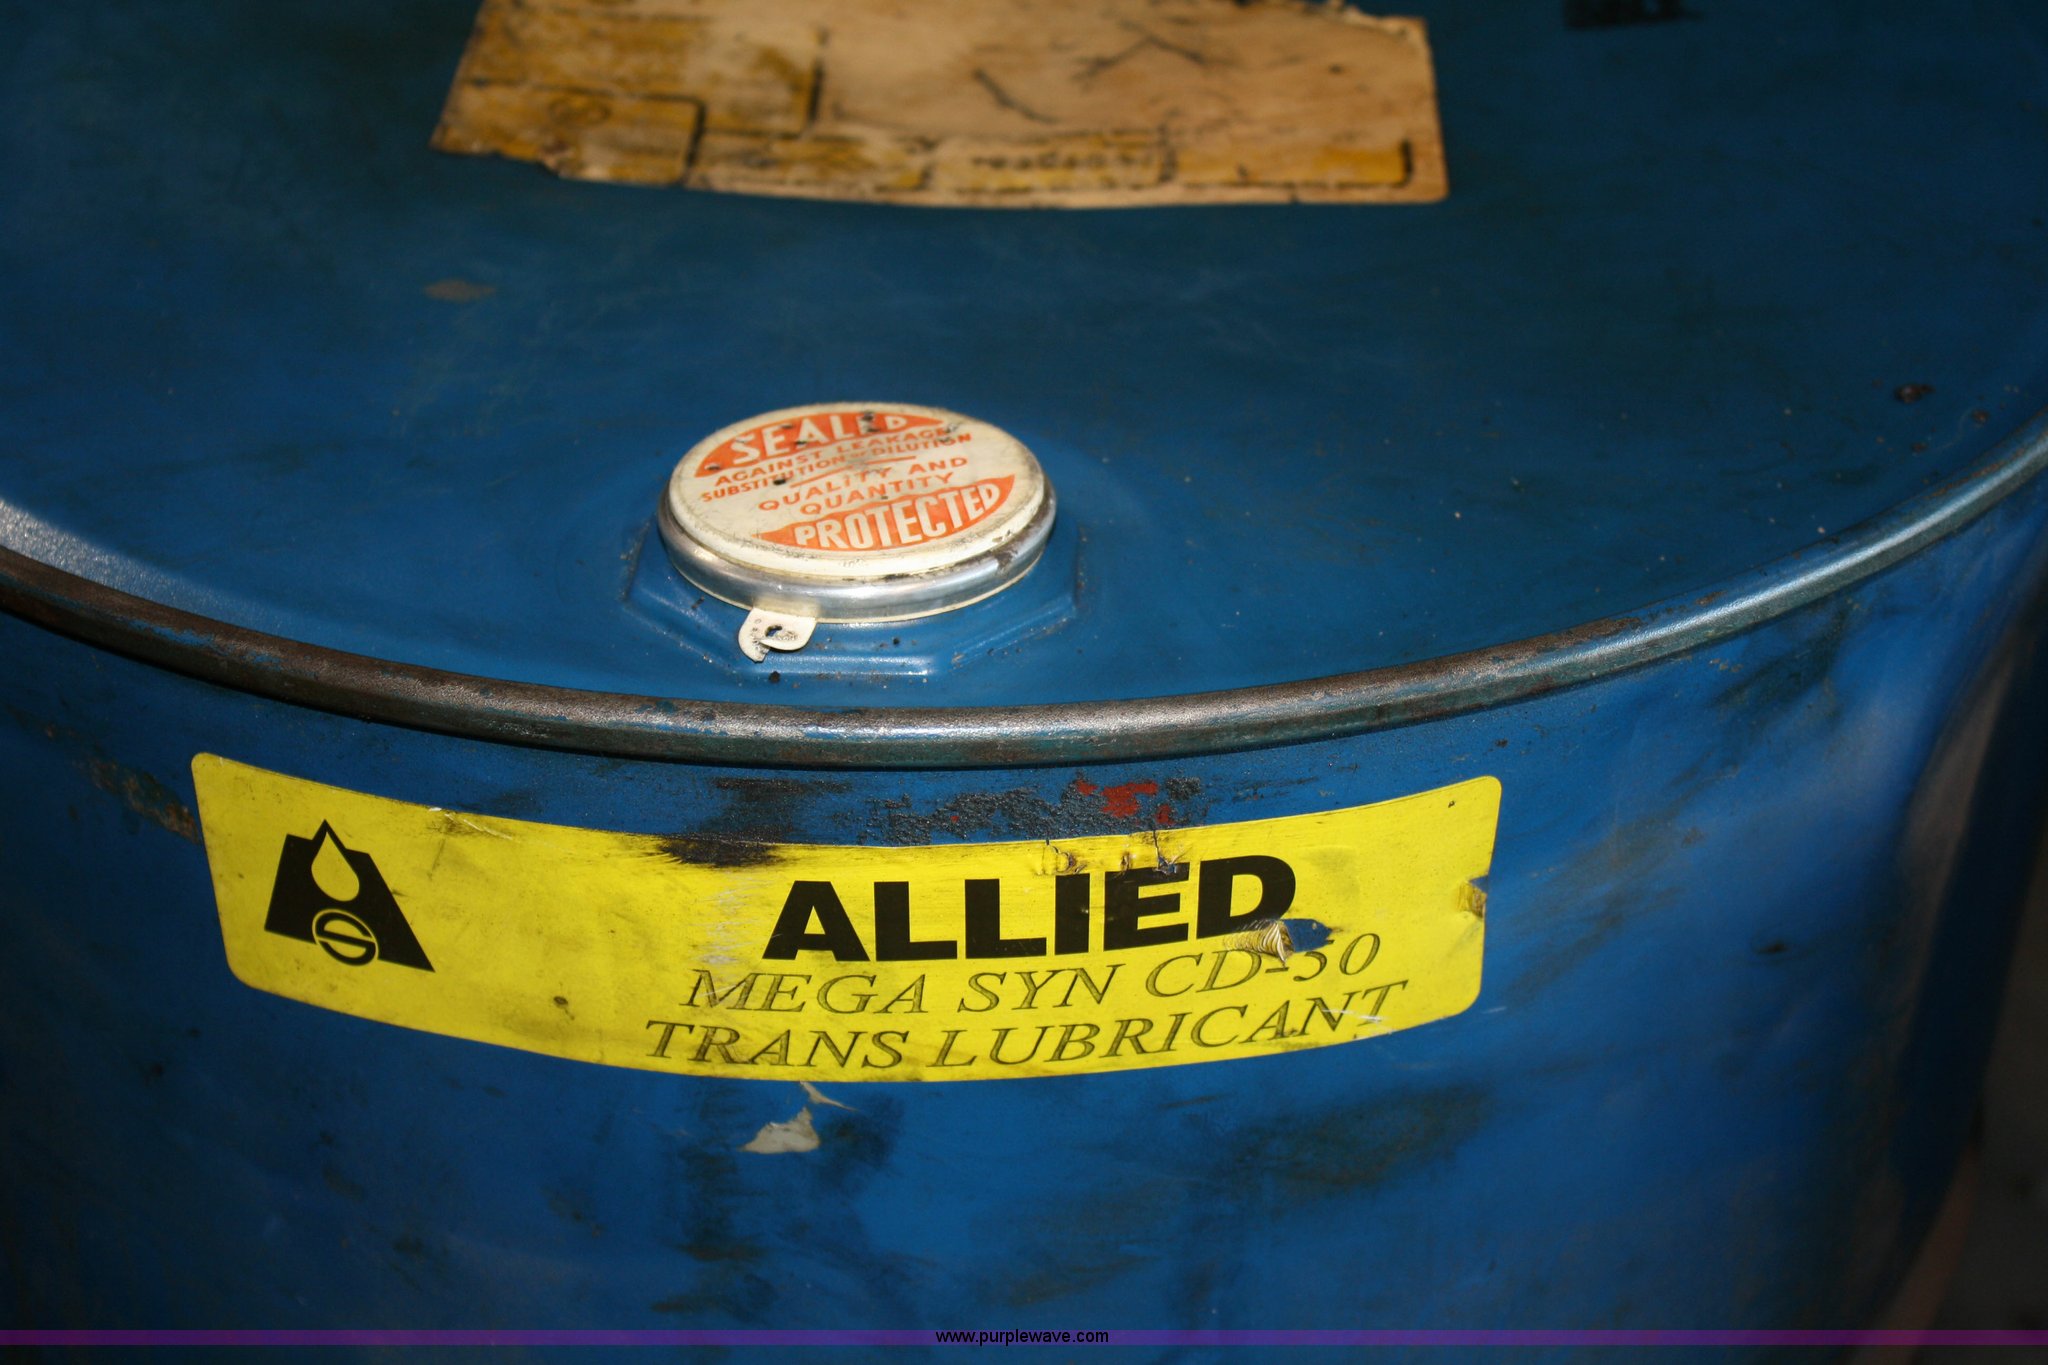 SEALED
AGAINST LEAKAGE
SUBSTITUTION OR DILUTION
QUALITY AND
QUANTITY
PROTECTED
S
ALLIED
MEGA SYN CD-50
TRANS LUBRICANT
www.purplewave.com